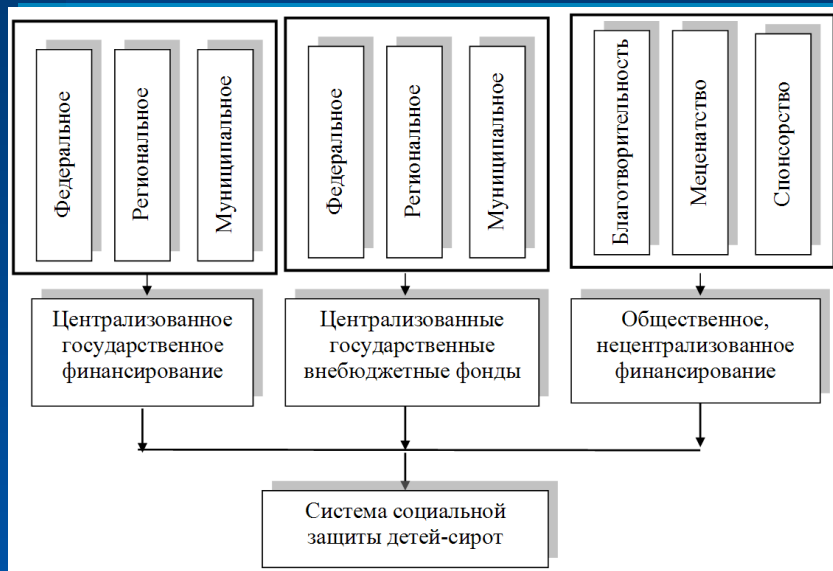 Федеральное
Региональное
Муниципальное
Федеральное
Региональное
Муниципальное
Благотворительность
Меценатство
Спонсорство
Централизованное
государственное
финансирование
Централизованные
государственные
внебюджетные фонды
Общественное,
нецентрализованное
финансирование
Система социальной
защиты детей-сирот